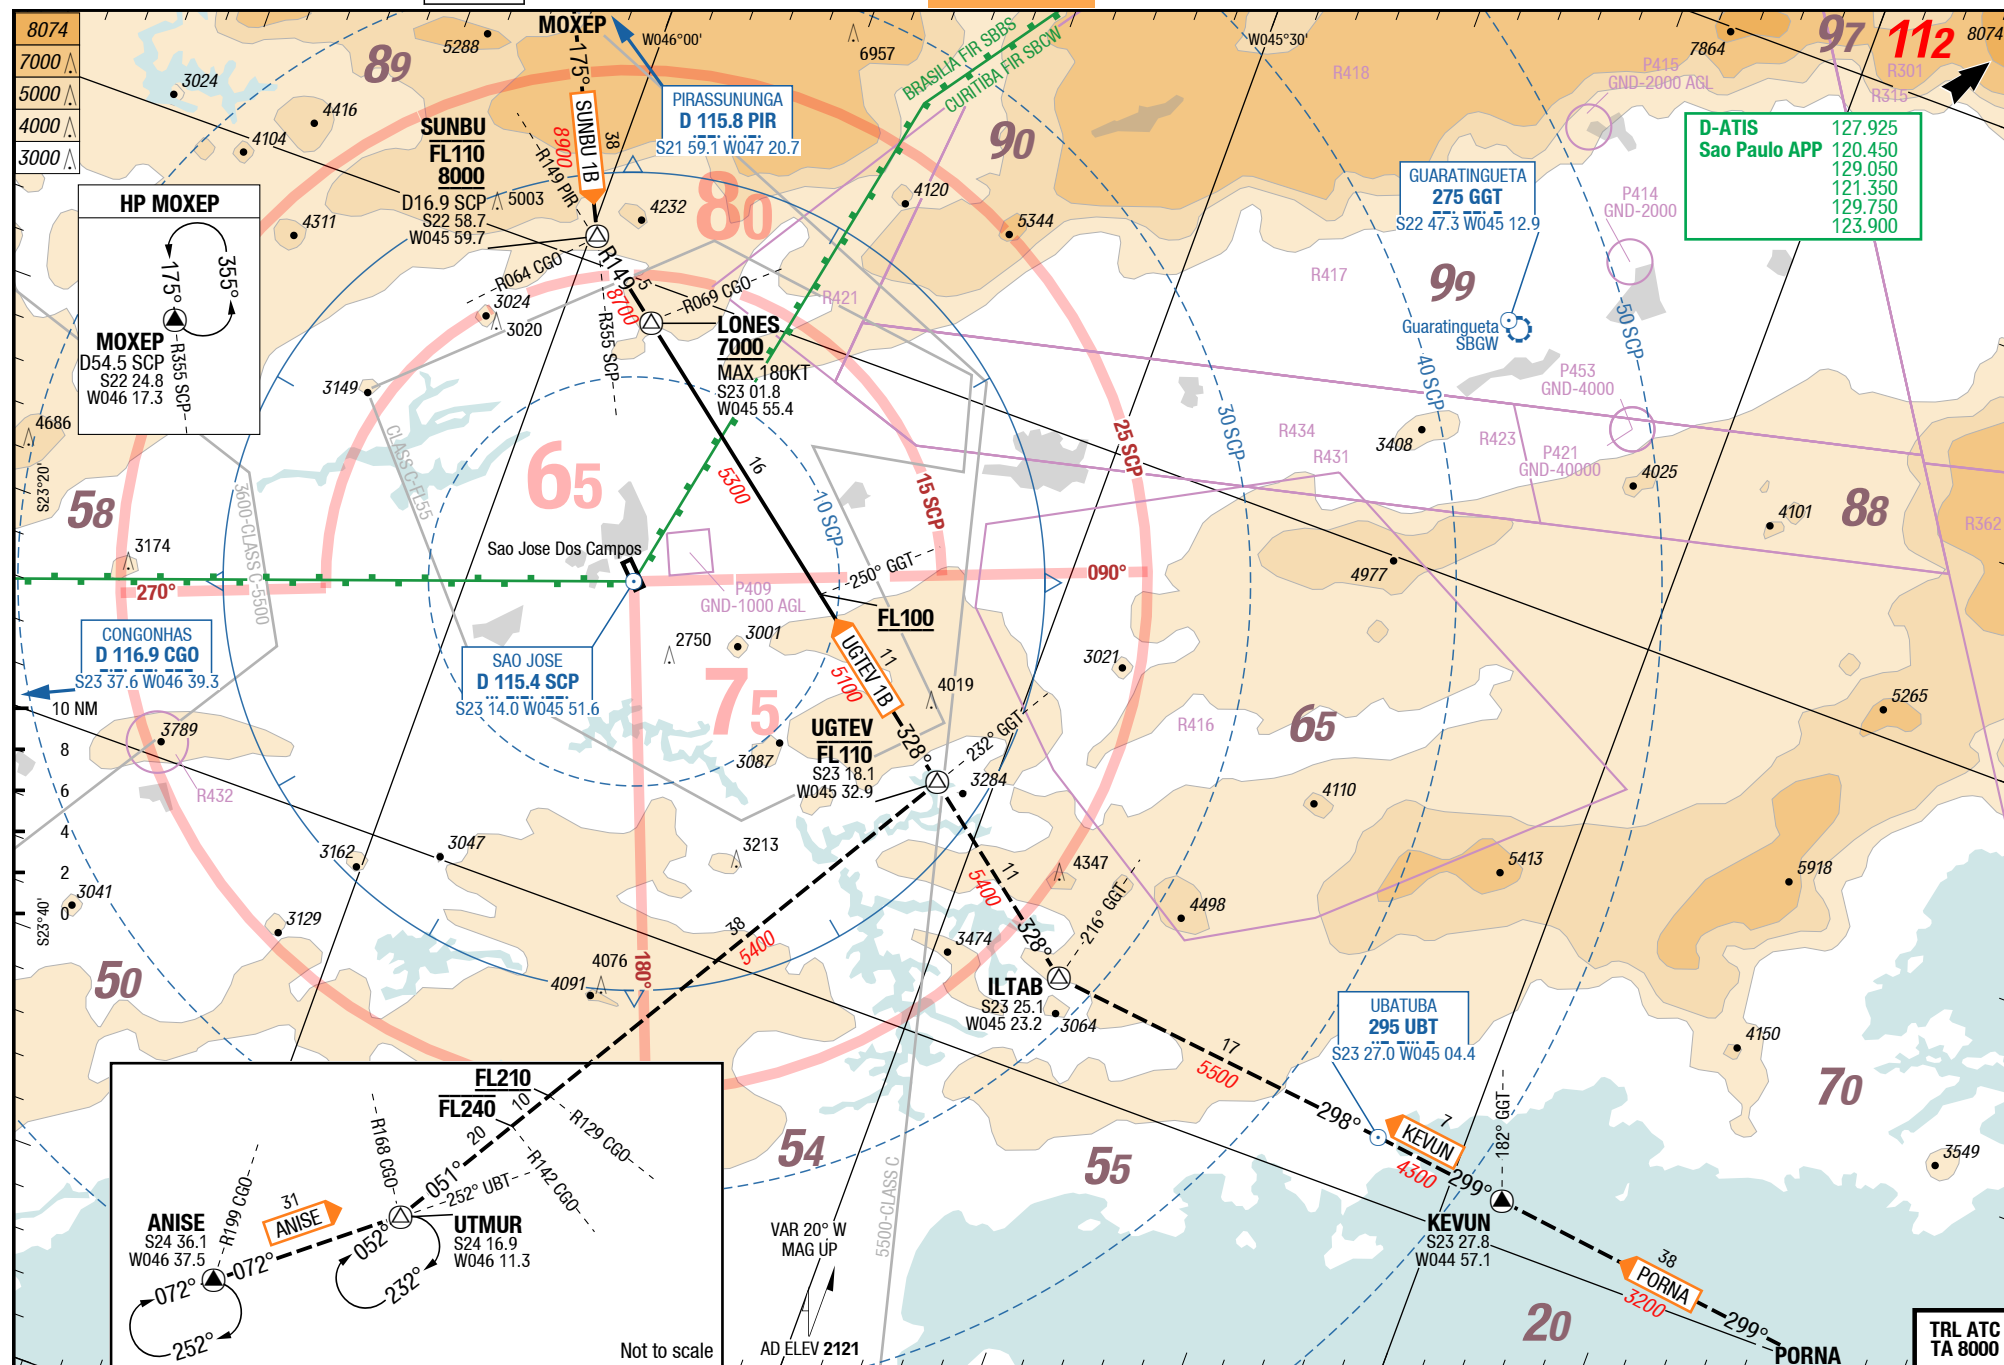 8074
7000
5000
4000
3000
89
5288
MOXEP
W046°00'
6957
BRASILIA FIR SBBS
CURITIBA FIR SBCW
W045°30'
R418
7864
P415
GND-2000 AGL
97
112
8074
R301
R315
3024
4416
4104
175°
SUNBU 1B
38
8900
PIRASSUNUNGA
D 115.8 PIR
S21 59.1 W047 20.7
SUNBU
FL110
8000
D16.9 SCP
S22 58.7
W045 59.7
R149 PIR
5003
4232
80
90
4120
5344
GUARATINGUETA
275 GGT
S22 47.3 W045 12.9
P414
GND-2000
D-ATIS 127.925
Sao Paulo APP 120.450
129.050
121.350
129.750
123.900
HP MOXEP
175°
355°
MOXEP
D54.5 SCP
S22 24.8
W046 17.3
R355 SCP
4311
4686
S23°20'
R064 CGO
R149
5
8700
R069 CGO
R355 SCP
3024
3020
3149
LONES
7000
MAX 180KT
S23 01.8
W045 55.4
R421
R417
99
Guaratingueta
SBGW
50 SCP
40 SCP
30 SCP
25 SCP
15 SCP
10 SCP
P453
GND-4000
R434
R431
3408
R423
P421
GND-40000
4025
4101
88
R362
58
3174
3600-CLASS C-5500
CLASS C-FL55
65
16
5300
Sao Jose Dos Campos
P409
GND-1000 AGL
250° GGT
090°
270°
4977
FL100
CONGONHAS
D 116.9 CGO
S23 37.6 W046 39.3
SAO JOSE
D 115.4 SCP
S23 14.0 W045 51.6
2750
3001
75
UGTEV 1B
11
5100
4019
3021
5265
R416
65
10 NM
8
6
4
2
0
3789
R432
3087
UGTEV
FL110
S23 18.1
W045 32.9
328°
232° GGT
3284
4110
3041
S23°40'
3162
3047
3129
3213
11
5400
328°
4347
216° GGT
4498
5413
5918
50
4091
4076
180°
38
5400
3474
ILTAB
S23 25.1
W045 23.2
3064
UBATUBA
295 UBT
S23 27.0 W045 04.4
4150
70
17
5500
298°
KEVUN
7
4300
299°
182° GGT
KEVUN
S23 27.8
W044 57.1
3549
54
55
5500-CLASS C
FL210
FL240
10
20
R129 CGO
R142 CGO
R168 CGO
051°
252° UBT
R199 CGO
31
ANISE
ANISE
S24 36.1
W046 37.5
072°
072°
252°
052°
232°
UTMUR
S24 16.9
W046 11.3
Not to scale
VAR 20° W
MAG UP
AD ELEV 2121
38
PORNA
3200
299°
PORNA
20
TRL ATC
TA 8000